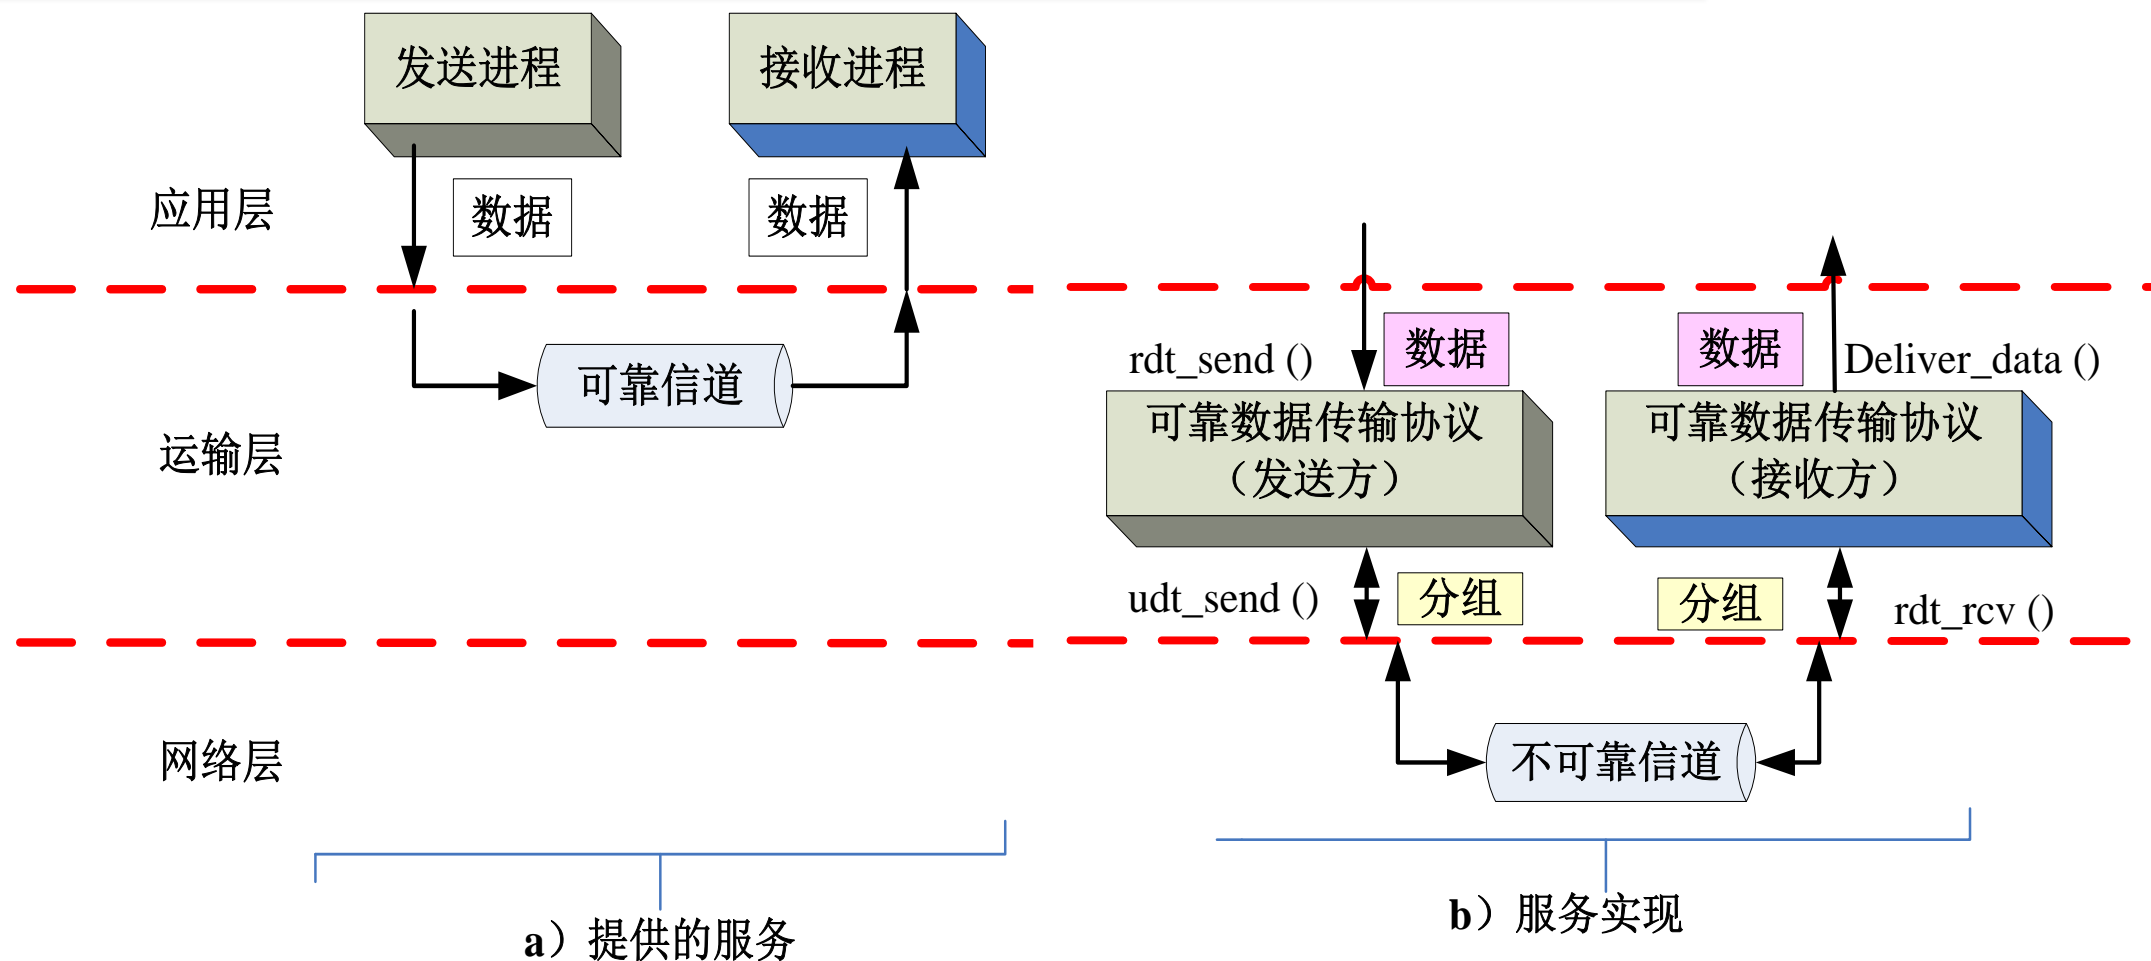 发送进程
接收进程
应用层
数据
数据
rdt_send ()
数据
数据
Deliver_data ()
可靠信道
运输层
可靠数据传输协议
（发送方）
可靠数据传输协议
（接收方）
udt_send ()
分组
分组
rdt_rcv ()
网络层
不可靠信道
a）提供的服务
b）服务实现